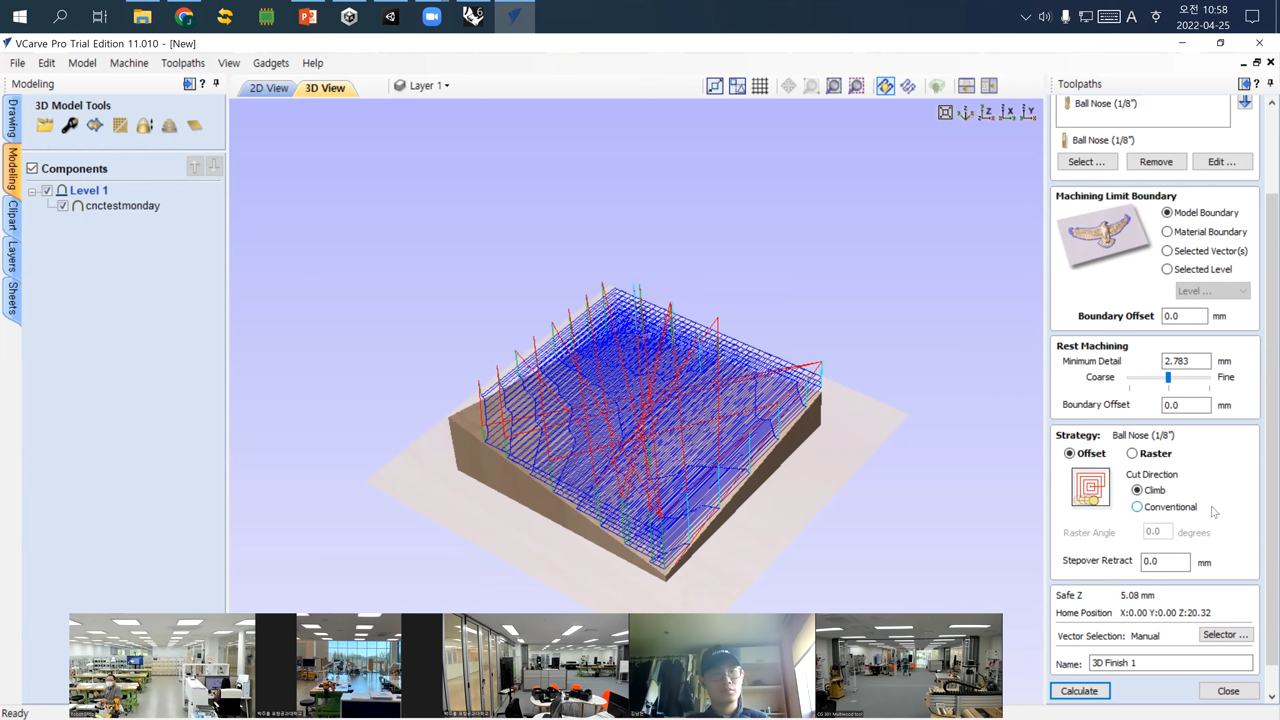 오전 10:58
A
2022-04-25
VCarve Pro Trial Edition 11.010 - [New]
File Edit Model Machine Toolpaths View Gadgets Help
Modeling
2D View
3D View
Layer 1
Toolpaths
Drawing
Modeling
Clipart
Layers
Sheets
3D Model Tools
Components
Level 1
cnctestmonday
Z
X
Y
Ball Nose (1/8")
Ball Nose (1/8")
Select ... Remove Edit ...
Machining Limit Boundary
Model Boundary
Material Boundary
Selected Vector(s)
Selected Level
Level ...
Boundary Offset 0.0 mm
Rest Machining
Minimum Detail 2.783 mm
Coarse Fine
Boundary Offset 0.0 mm
Strategy: Ball Nose (1/8")
Offset Raster
Cut Direction
Climb
Conventional
Raster Angle 0.0 degrees
Stepover Retract 0.0 mm
Safe Z 5.08 mm
Home Position X:0.00 Y:0.00 Z:20.32
Vector Selection: Manual Selector ...
Name: 3D Finish 1
Calculate Close
Ready